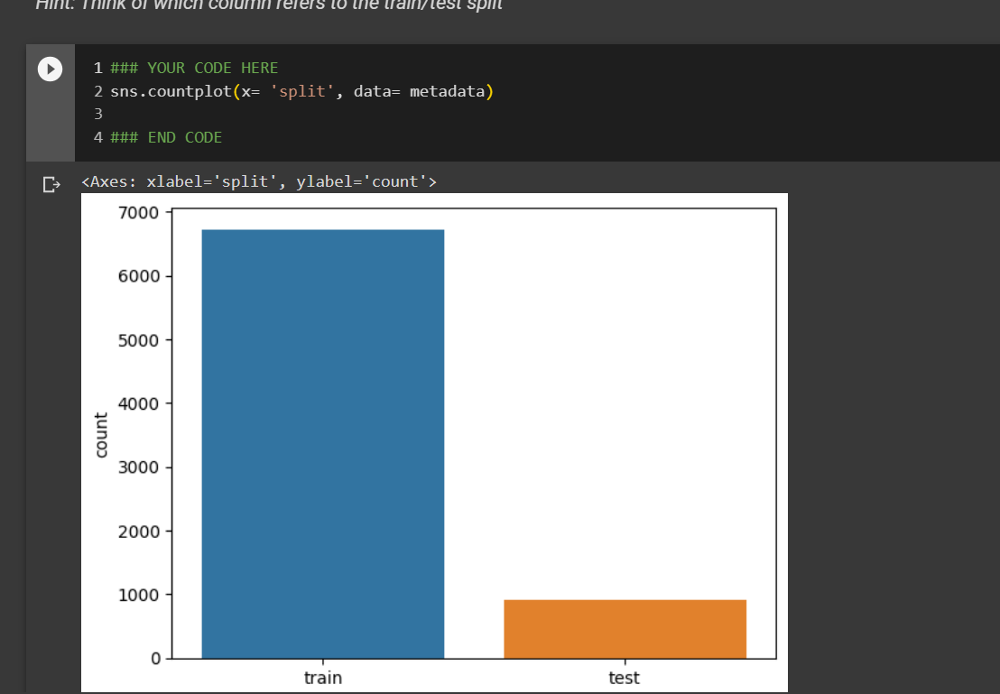 Hint: Think of which column refers to the train/test split
1 ### YOUR CODE HERE
2 sns.countplot(x= 'split', data= metadata)
3
4 ### END CODE
<Axes: xlabel='split', ylabel='count'>
7000
6000
5000
4000
3000
2000
1000
0
count
train test